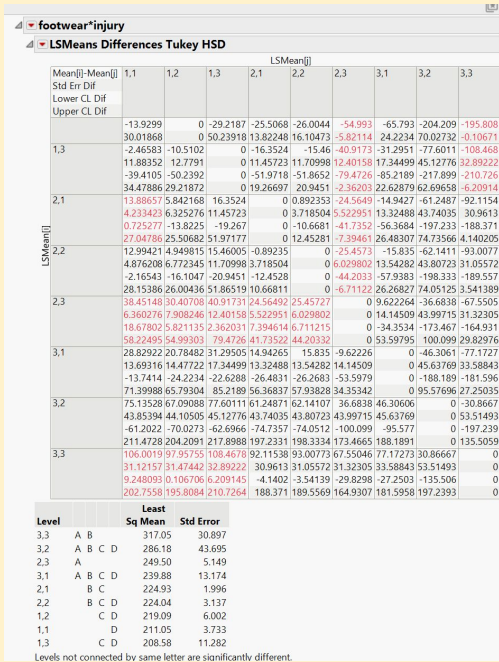 footwear*injury
LSMeans Differences Tukey HSD
LSMean[j]
Mean[i]-Mean[j] 1,1 1,2 1,3 2,1 2,2 2,3 3,1 3,2 3,3
Std Err Dif
Lower CL Dif
Upper CL Dif
-13.9299 0 -29.2187 -25.5068 -26.0044 -54.993 -65.793 -204.209 -195.808
30.01868 0 50.23918 13.82248 16.10473 -5.82114 24.2234 70.02732 -0.10671
1,3 -2.46583 -10.5102 0 -16.3524 -15.46 -40.9173 -31.2951 -77.6011 -108.468
11.88352 12.7791 0 11.45723 11.70998 12.40158 17.34499 45.12776 32.89222
-39.4105 -50.2392 0 -51.9718 -51.8652 -79.4726 -85.2189 -217.899 -210.726
34.47886 29.21872 0 19.26697 20.9451 -2.36203 22.62879 62.69658 -6.20914
2,1 13.88657 5.842168 16.3524 0 0.892353 -24.5649 -14.9427 -61.2487 -92.1154
4.233423 6.325276 11.45723 0 3.718504 5.522951 13.32488 43.74035 30.9613
0.725277 -13.8225 -19.267 0 -10.6681 -41.7352 -56.3684 -197.233 -188.371
27.04786 25.50682 51.97177 0 12.45281 -7.39461 26.48307 74.73566 4.140205
LSMean[i]
2,2 12.99421 4.949815 15.46005 -0.89235 0 -25.4573 -15.835 -62.1411 -93.0077
4.876208 6.772345 11.70998 3.718504 0 6.029802 13.54282 43.80723 31.05572
-2.16543 -16.1047 -20.9451 -12.4528 0 -44.2033 -57.9383 -198.333 -189.557
28.15386 26.00436 51.86519 10.66811 0 -6.71122 26.26827 74.05125 3.541389
2,3 38.45148 30.40708 40.91731 24.56492 25.45727 0 9.622264 -36.6838 -67.5505
6.360276 7.908246 12.40158 5.522951 6.029802 0 14.14509 43.99715 31.32305
18.67802 5.821135 2.362031 7.394614 6.711215 0 -34.3534 -173.467 -164.931
58.22495 54.99303 79.4726 41.73522 44.20332 0 53.59795 100.099 29.82976
3,1 28.82922 20.78482 31.29505 14.94265 15.835 -9.62226 0 -46.3061 -77.1727
13.69316 14.47722 17.34499 13.32488 13.54282 14.14509 0 45.63769 33.58843
-13.7414 -24.2234 -22.6288 -26.4831 -26.2683 -53.5979 0 -188.189 -181.596
71.39988 65.79304 85.2189 56.36837 57.93828 34.35342 0 95.57696 27.25035
3,2 75.13528 67.09088 77.60111 61.24871 62.14107 36.6838 46.30606 0 -30.8667
43.85394 44.10505 45.12776 43.74035 43.80723 43.99715 45.63769 0 53.51493
-61.2022 -70.0273 -62.6966 -74.7357 -74.0512 -100.099 -95.577 0 -197.239
211.4728 204.2091 217.8988 197.2331 198.3334 173.4665 188.1891 0 135.5059
3,3 106.0019 97.95755 108.4678 92.11538 93.00773 67.55046 77.17273 30.86667 0
31.12157 31.47442 32.89222 30.9613 31.05572 31.32305 33.58843 53.51493 0
9.248093 0.106706 6.209145 -4.1402 -3.54139 -29.8298 -27.2503 -135.506 0
202.7558 195.8084 210.7264 188.371 189.5569 164.9307 181.5958 197.2393 0
Least
Level Sq Mean Std Error
3,3 A B 317.05 30.897
3,2 A B C D 286.18 43.695
2,3 A 249.50 5.149
3,1 A B C D 239.88 13.174
2,1 B C 224.93 1.996
2,2 B C D 224.04 3.137
1,2 C D 219.09 6.002
1,1 D 211.05 3.733
1,3 C D 208.58 11.282
Levels not connected by same letter are significantly different.